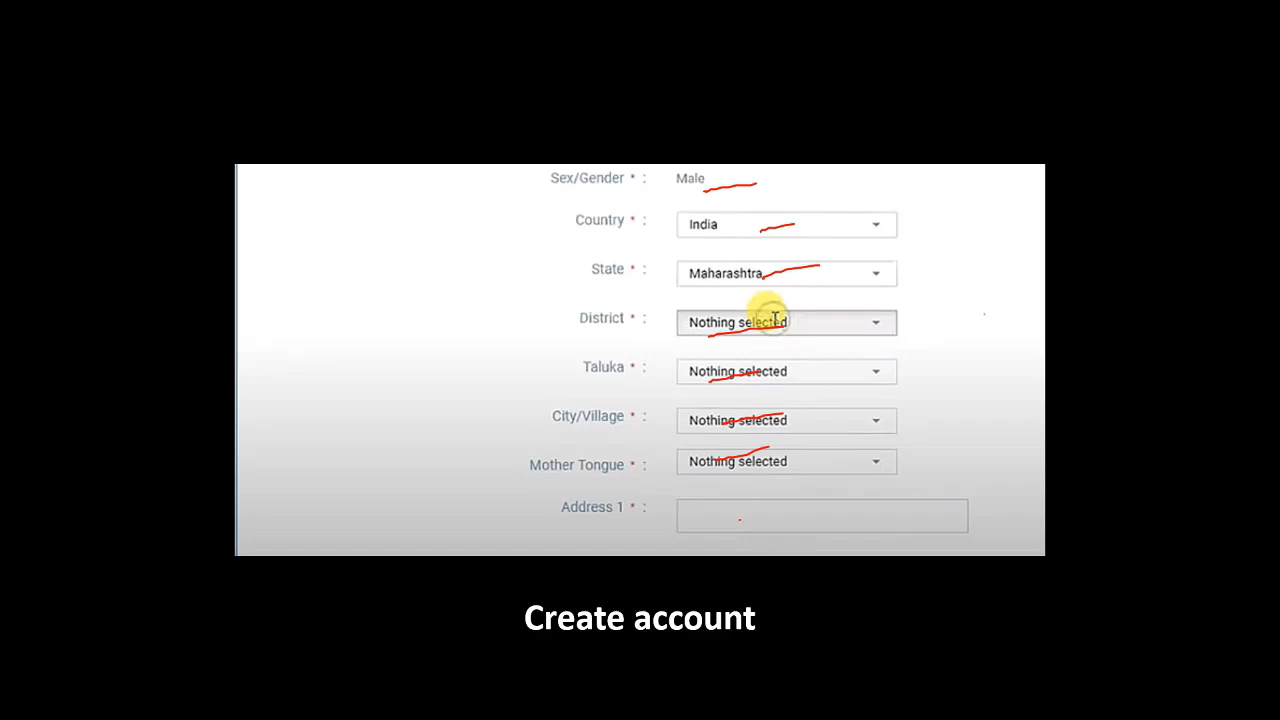 Sex/Gender * : Male
Country * : India
State * : Maharashtra
District * : Nothing selected
Taluka * : Nothing selected
City/Village * : Nothing selected
Mother Tongue * : Nothing selected
Address 1 * :
Create account